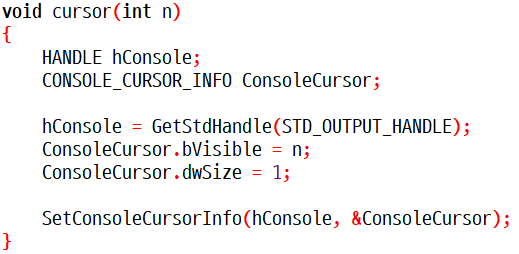 void cursor(int n)
{
    HANDLE hConsole;
    CONSOLE_CURSOR_INFO ConsoleCursor;

    hConsole = GetStdHandle(STD_OUTPUT_HANDLE);
    ConsoleCursor.bVisible = n;
    ConsoleCursor.dwSize = 1;

    SetConsoleCursorInfo(hConsole, &ConsoleCursor);
}